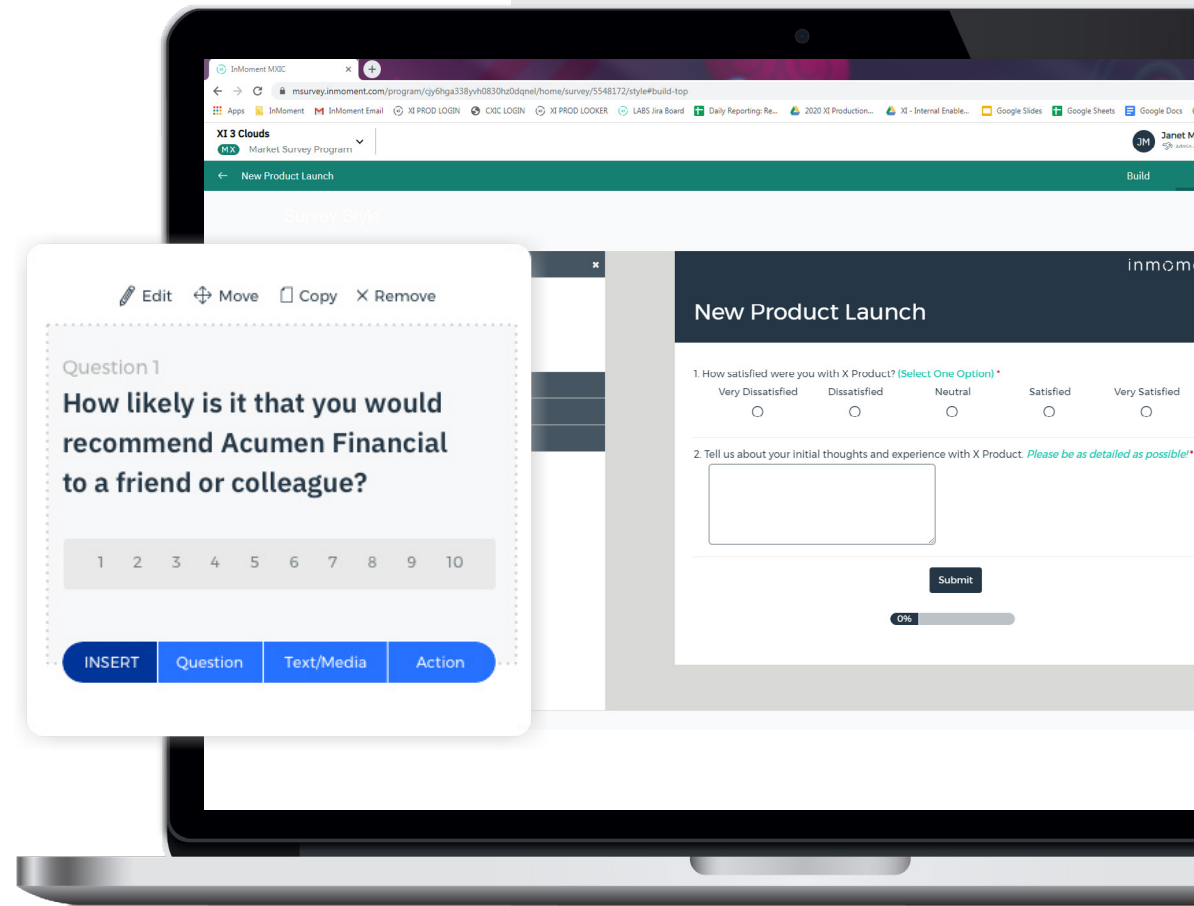 InMoment MXIC
msurvey.inmoment.com/program/cjy6hga338yvh0830hz0dqnel/home/survey/5548172/style#build-top
Apps InMoment InMoment Email XI PROD LOGIN CXIC LOGIN XI PROD LOOKER LABS Jira Board Daily Reporting: Re... 2020 XI Production... XI - Internal Enable... Google Slides Google Sheets Google Docs
XI 3 Clouds
MX Market Survey Program
JM Janet M
admin
New Product Launch Build
Survey Style
Edit Move Copy Remove
Question 1
How likely is it that you would
recommend Acumen Financial
to a friend or colleague?
1 2 3 4 5 6 7 8 9 10
INSERT Question Text/Media Action
inmome
New Product Launch
1. How satisfied were you with X Product? (Select One Option) *
Very Dissatisfied Dissatisfied Neutral Satisfied Very Satisfied
2. Tell us about your initial thoughts and experience with X Product. Please be as detailed as possible! *
Submit
0%